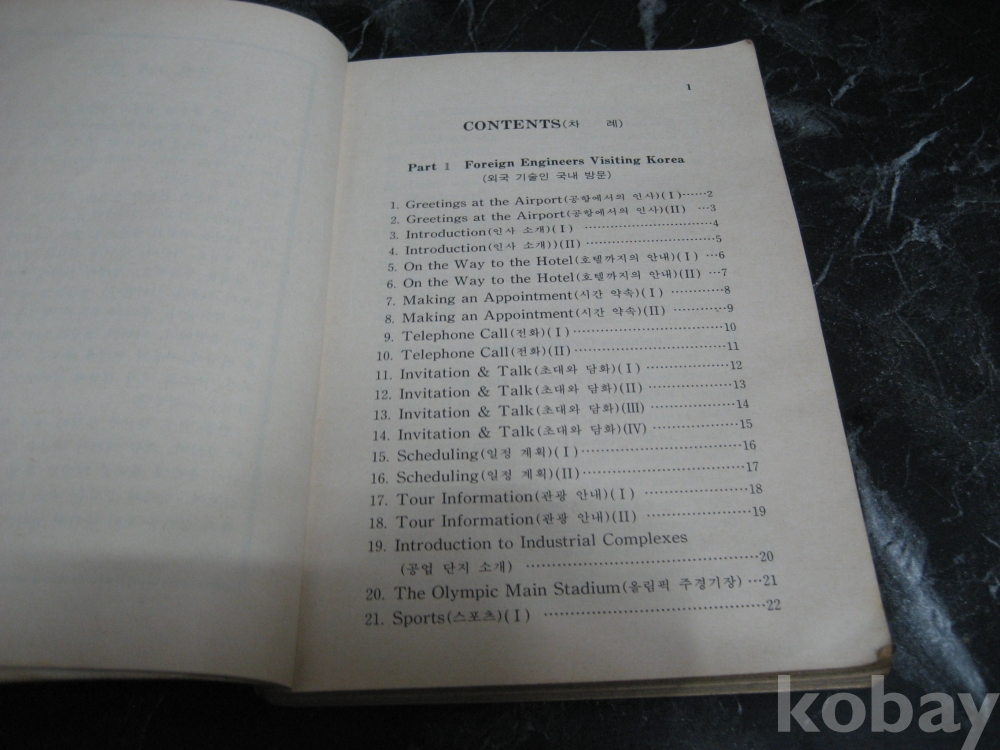 1
CONTENTS(차 례)
Part 1 Foreign Engineers Visiting Korea
(외국 기술인 국내 방문)
1. Greetings at the Airport(공항에서의 인사)(Ⅰ)······2
2. Greetings at the Airport(공항에서의 인사)(Ⅱ) ···3
3. Introduction(인사 소개)(Ⅰ) ························4
4. Introduction(인사 소개))(Ⅱ) ························5
5. On the Way to the Hotel(호텔까지의 안내)(Ⅰ) ···6
6. On the Way to the Hotel(호텔까지의 안내)(Ⅱ) ···7
7. Making an Appointment(시간 약속)(Ⅰ) ············8
8. Making an Appointment(시간 약속)(Ⅱ) ············9
9. Telephone Call(전화)(Ⅰ)······························10
10. Telephone Call(전화)(Ⅱ)······························11
11. Invitation & Talk(초대와 담화)(Ⅰ) ··················12
12. Invitation & Talk(초대와 담화)(Ⅱ) ··················13
13. Invitation & Talk(초대와 담화)(Ⅲ) ··················14
14. Invitation & Talk(초대와 담화)(Ⅳ) ··················15
15. Scheduling(일정 계획)(Ⅰ)······························16
16. Scheduling(일정 계획)(Ⅱ)······························17
17. Tour Information(관광 안내)(Ⅰ) ·····················18
18. Tour Information(관광 안내)(Ⅱ) ·····················19
19. Introduction to Industrial Complexes
(공업 단지 소개) ·······································20
20. The Olympic Main Stadium(올림픽 주경기장) ···21
21. Sports(스포츠)(Ⅰ) ·······································22
kobay